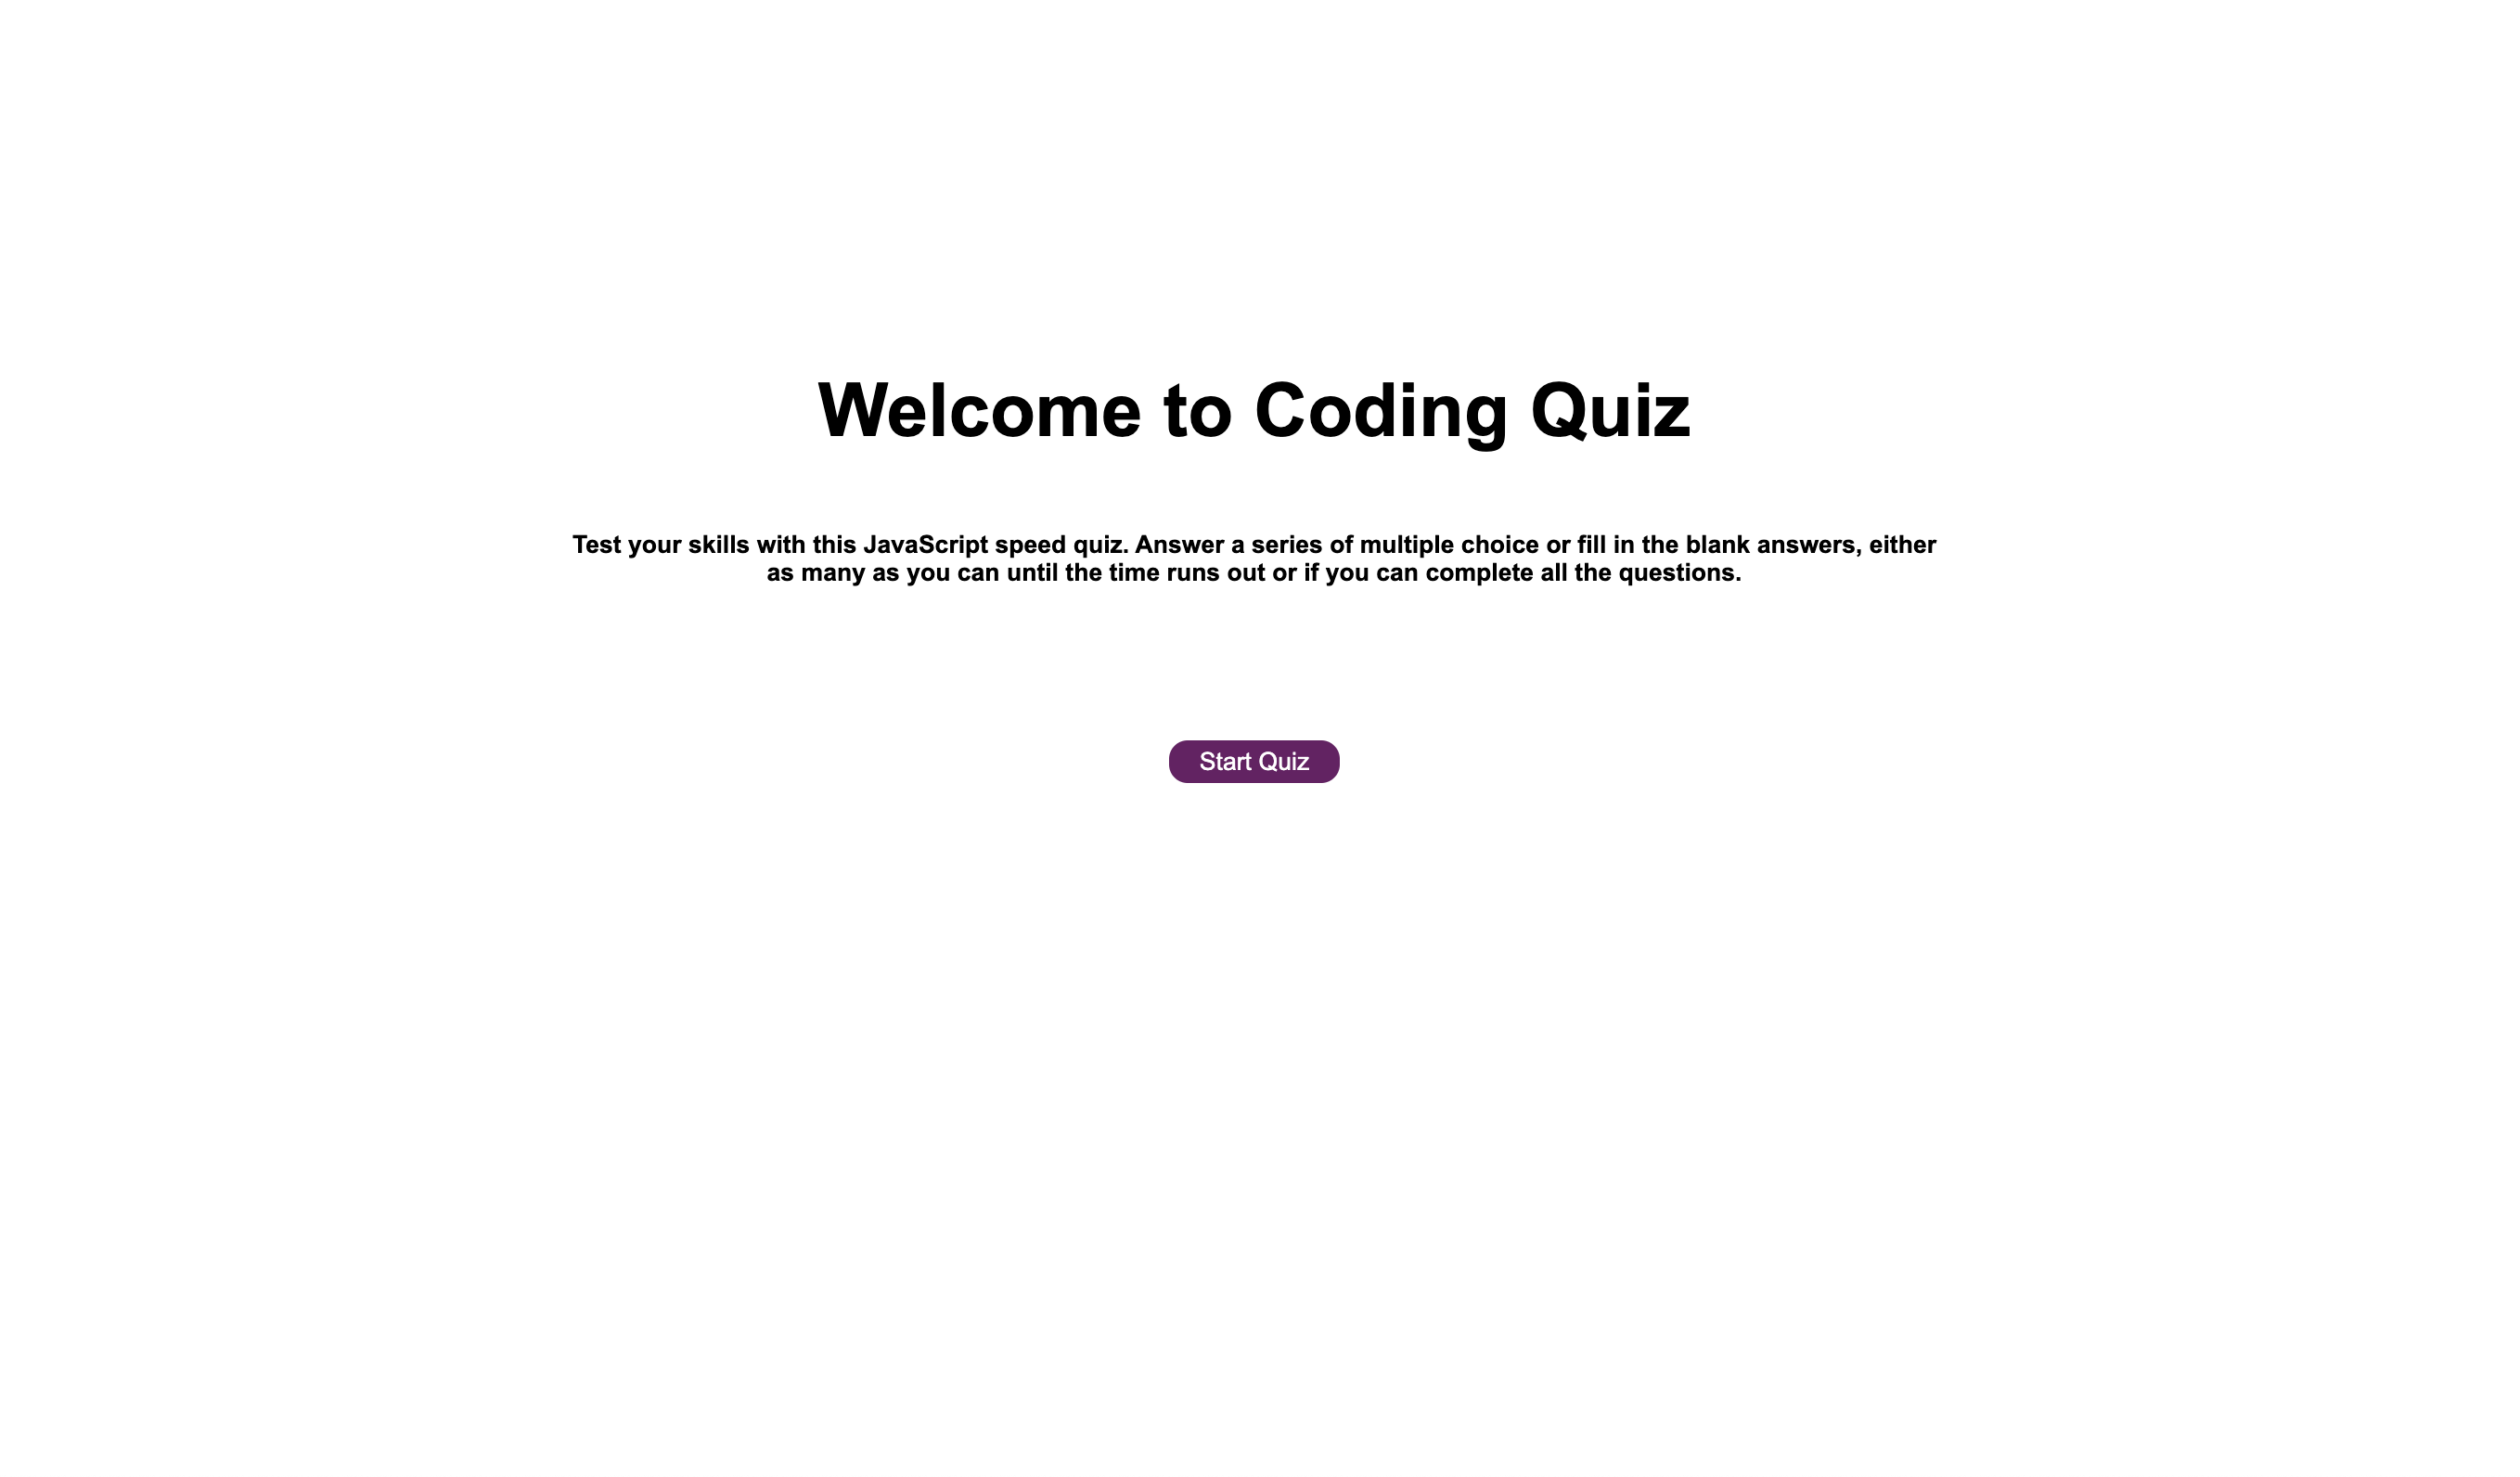 Welcome to Coding Quiz
Test your skills with this JavaScript speed quiz. Answer a series of multiple choice or fill in the blank answers, either
as many as you can until the time runs out or if you can complete all the questions.
Start Quiz